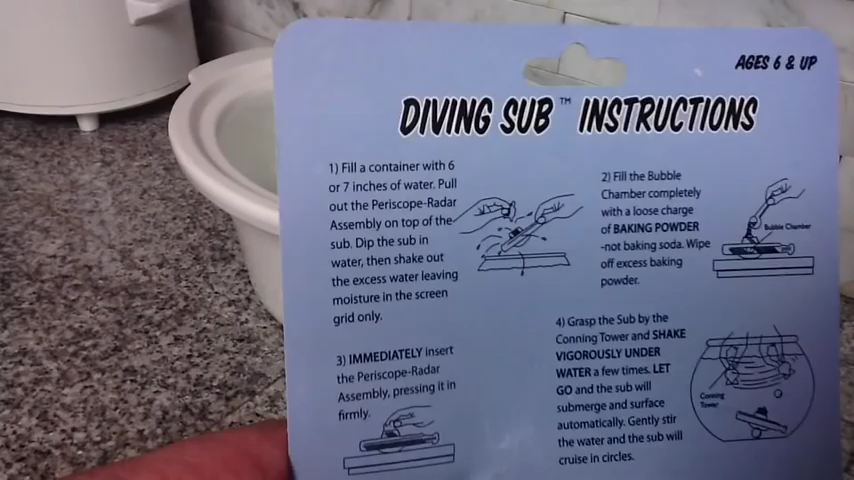 AGES 6 & UP
DIVING SUB™ INSTRUCTIONS
1) Fill a container with 6
or 7 inches of water. Pull
out the Periscope-Radar
Assembly on top of the
sub. Dip the sub in
water, then shake out
the excess water leaving
moisture in the screen
grid only.
2) Fill the Bubble
Chamber completely
with a loose charge
of BAKING POWDER
-not baking soda. Wipe
off excess baking
powder.
Bubble Chamber
3) IMMEDIATELY insert
the Periscope-Radar
Assembly, pressing it in
firmly.
4) Grasp the Sub by the
Conning Tower and SHAKE
VIGOROUSLY UNDER
WATER a few times. LET
GO and the sub will
submerge and surface
automatically. Gently stir
the water and the sub will
cruise in circles.
Conning
Tower